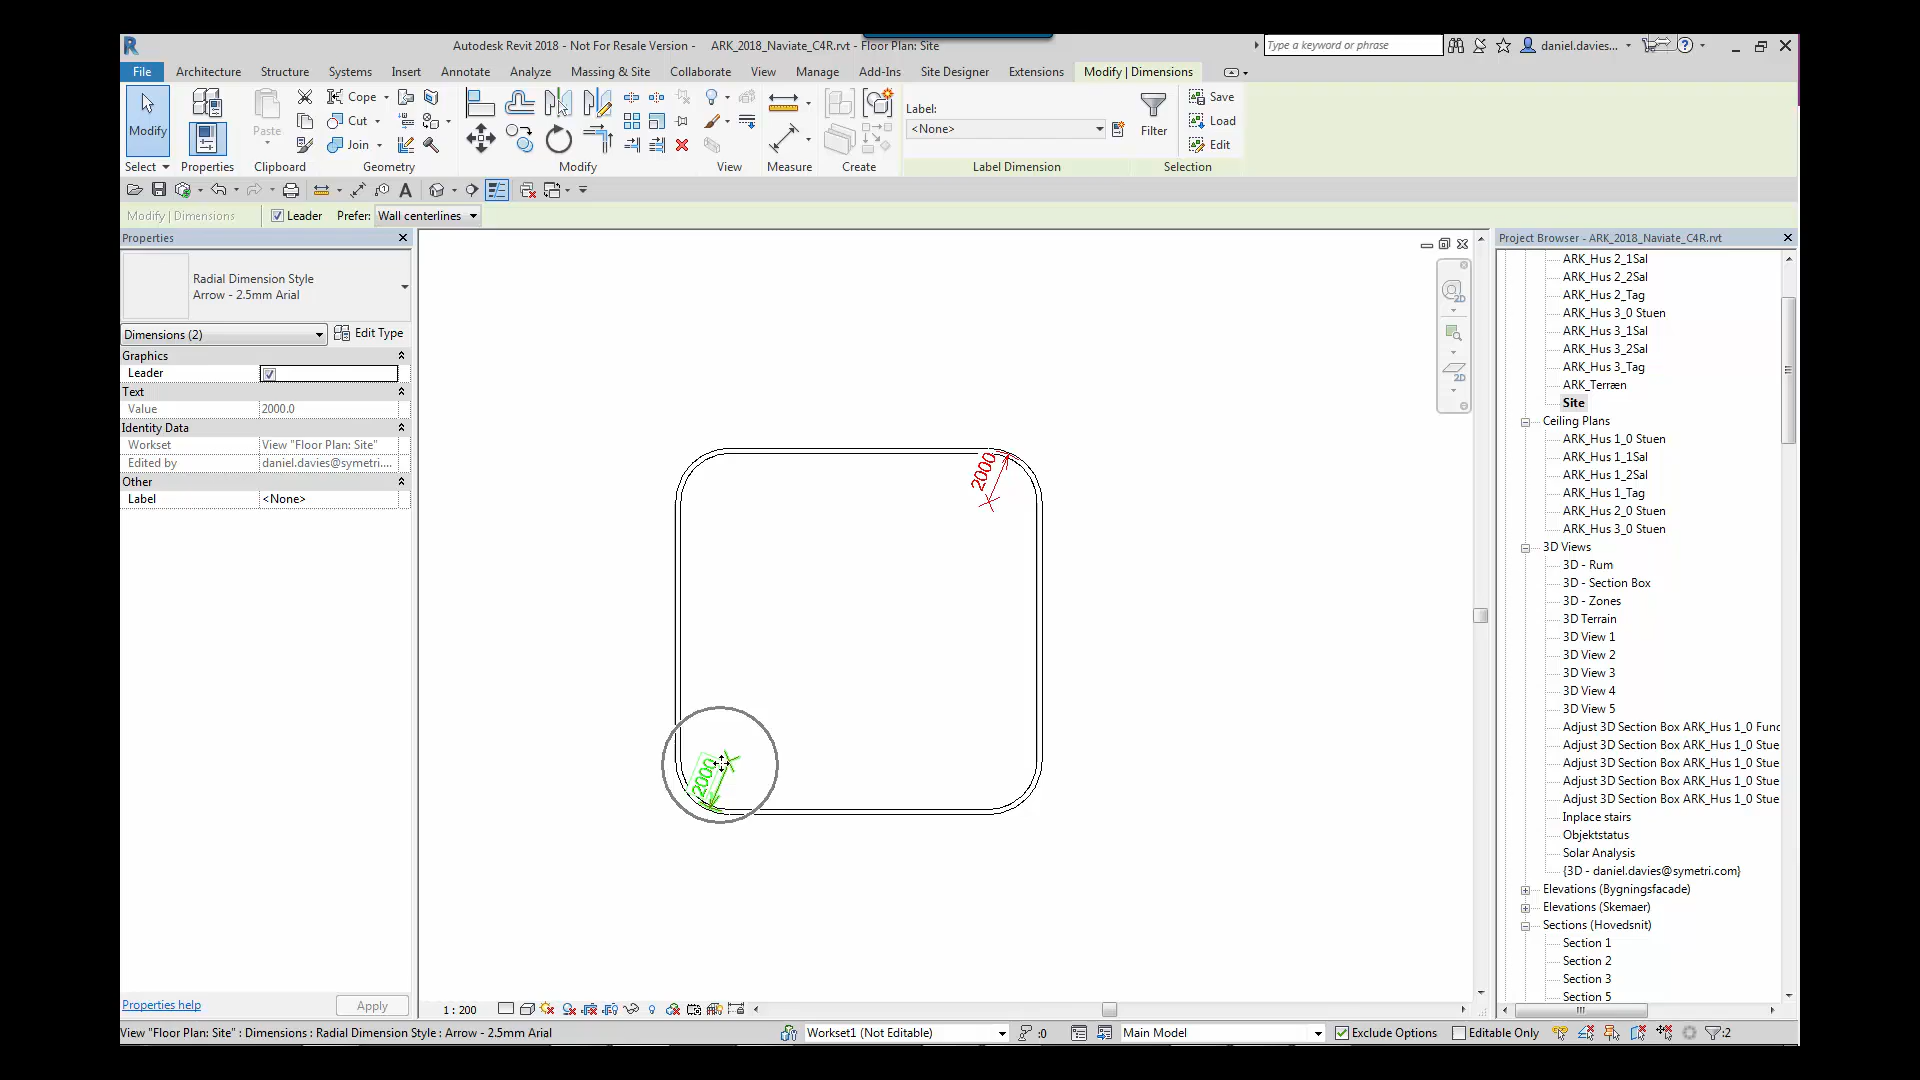 Autodesk Revit 2018 - Not For Resale Version -    ARK_2018_Naviate_C4R.rvt - Floor Plan: Site
Type a keyword or phrase
daniel.davies...
File
Architecture
Structure
Systems
Insert
Annotate
Analyze
Massing & Site
Collaborate
View
Manage
Add-Ins
Site Designer
Extensions
Modify | Dimensions
Modify
Paste
Cope
Cut
Join
Label:
<None>
Filter
Save
Load
Edit
Select
Properties
Clipboard
Geometry
Modify
View
Measure
Create
Label Dimension
Selection
Modify | Dimensions
Leader
Prefer:
Wall centerlines
Properties
Radial Dimension Style
Arrow - 2.5mm Arial
Dimensions (2)
Edit Type
Graphics
Leader
Text
Value 2000.0
Identity Data
Workset View "Floor Plan: Site"
Edited by daniel.davies@symetri....
Other
Label <None>
Properties help
Apply
2D
2D
2000
2000
1 : 200
Project Browser - ARK_2018_Naviate_C4R.rvt
ARK_Hus 2_1Sal
ARK_Hus 2_2Sal
ARK_Hus 2_Tag
ARK_Hus 3_0 Stuen
ARK_Hus 3_1Sal
ARK_Hus 3_2Sal
ARK_Hus 3_Tag
ARK_Terræn
Site
Ceiling Plans
ARK_Hus 1_0 Stuen
ARK_Hus 1_1Sal
ARK_Hus 1_2Sal
ARK_Hus 1_Tag
ARK_Hus 2_0 Stuen
ARK_Hus 3_0 Stuen
3D Views
3D - Rum
3D - Section Box
3D - Zones
3D Terrain
3D View 1
3D View 2
3D View 3
3D View 4
3D View 5
Adjust 3D Section Box ARK_Hus 1_0 Func
Adjust 3D Section Box ARK_Hus 1_0 Stue
Adjust 3D Section Box ARK_Hus 1_0 Stue
Adjust 3D Section Box ARK_Hus 1_0 Stue
Adjust 3D Section Box ARK_Hus 1_0 Stue
Inplace stairs
Objektstatus
Solar Analysis
{3D - daniel.davies@symetri.com}
Elevations (Bygningsfacade)
Elevations (Skemaer)
Sections (Hovedsnit)
Section 1
Section 2
Section 3
Section 5
View "Floor Plan: Site" : Dimensions : Radial Dimension Style : Arrow - 2.5mm Arial
Workset1 (Not Editable)
:0
Main Model
Exclude Options
Editable Only
:2